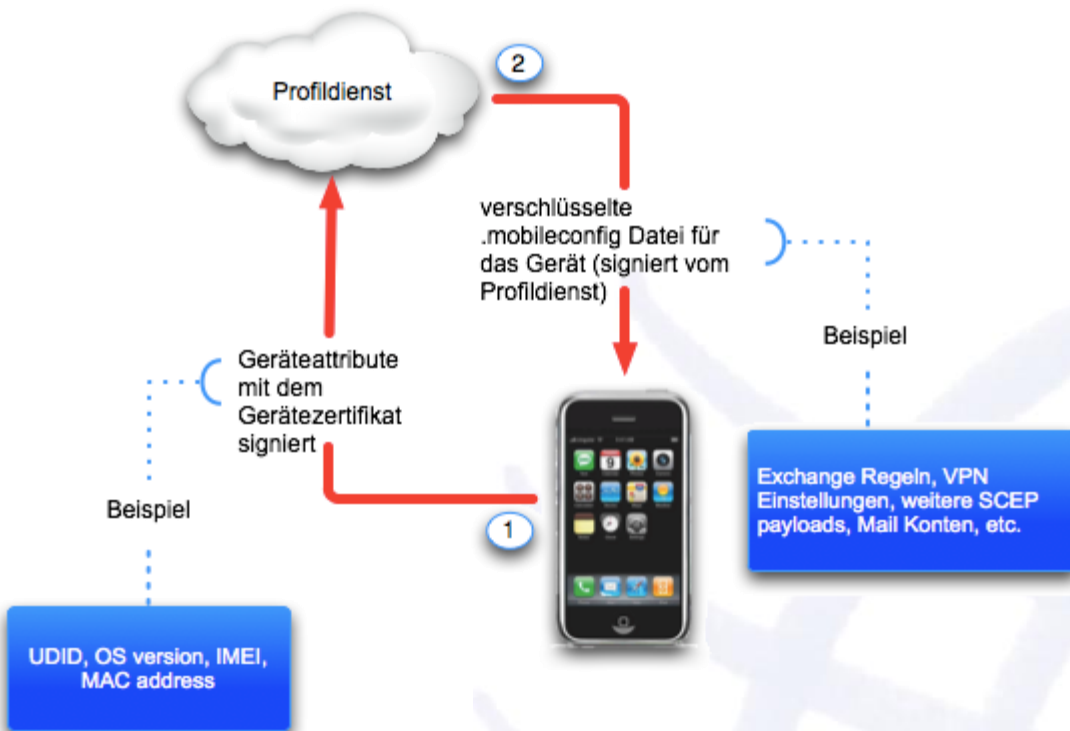 Profildienst
2
verschlüsselte
.mobileconfig Datei für
das Gerät (signiert vom
Profildienst)
Beispiel
Geräteattribute
mit dem
Gerätezertifikat
signiert
Exchange Regeln, VPN
Einstellungen, weitere SCEP
payloads, Mail Konten, etc.
Beispiel
1
9
UDID, OS version, IMEI,
MAC address